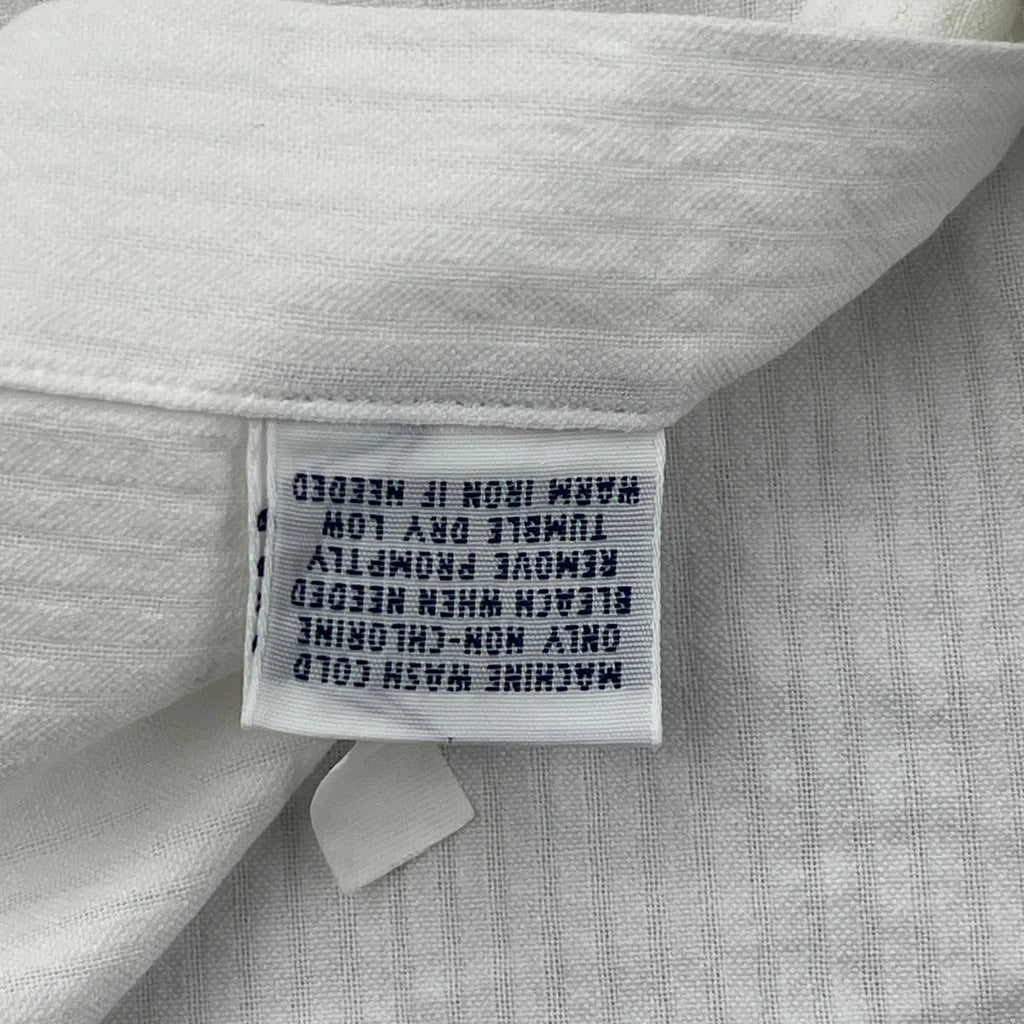 MACHINE WASH COLD
ONLY NON-CHLORINE
BLEACH WHEN NEEDED
REMOVE PROMPTLY
TUMBLE DRY LOW
WARM IRON IF NEEDED